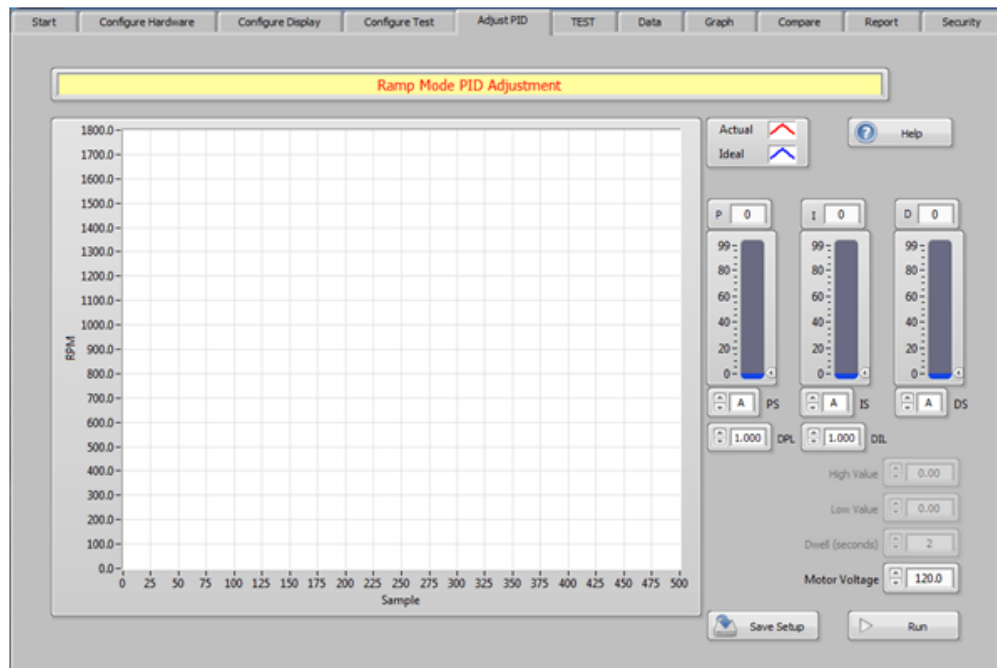 Start Configure Hardware Configure Display Configure Test Adjust PID TEST Data Graph Compare Report Security
Ramp Mode PID Adjustment
1800.0
1700.0
1600.0
1500.0
1400.0
1300.0
1200.0
1100.0
1000.0
900.0
800.0
700.0
600.0
500.0
400.0
300.0
200.0
100.0
0.0
RPM
0 25 50 75 100 125 150 175 200 225 250 275 300 325 350 375 400 425 450 475 500
Sample
Actual
Ideal
Help
P 0 I 0 D 0
99 99 99
80 80 80
60 60 60
40 40 40
20 20 20
0 0 0
A PS A IS A DS
1.000 DPL 1.000 DIL
High Value 0.00
Low Value 0.00
Dwell (seconds) 2
Motor Voltage 120.0
Save Setup Run